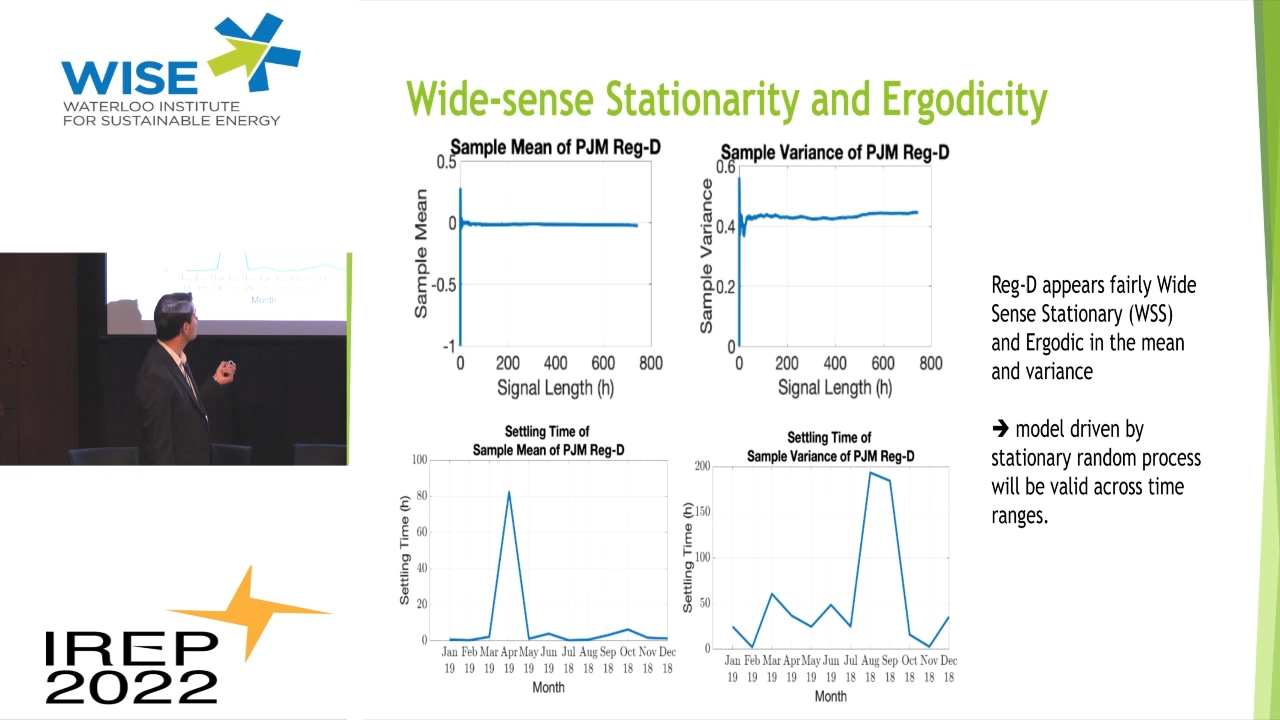 WISE
WATERLOO INSTITUTE
FOR SUSTAINABLE ENERGY
Wide-sense Stationarity and Ergodicity
Sample Mean of PJM Reg-D
0.5
0
-0.5
-1
Sample Mean
0 200 400 600 800
Signal Length (h)
Sample Variance of PJM Reg-D
0.6
0.4
0.2
0
Sample Variance
0 200 400 600 800
Signal Length (h)
Reg-D appears fairly Wide
Sense Stationary (WSS)
and Ergodic in the mean
and variance
➔ model driven by
stationary random process
will be valid across time
ranges.
Settling Time of
Sample Mean of PJM Reg-D
100
80
60
40
20
0
Settling Time (h)
Jan Feb Mar Apr May Jun Jul Aug Sep Oct Nov Dec
19 19 19 19 19 18 18 18 18 18 18 18
Month
Settling Time of
Sample Variance of PJM Reg-D
200
150
100
50
0
Settling Time (h)
Jan Feb Mar Apr May Jun Jul Aug Sep Oct Nov Dec
19 19 19 19 19 18 18 18 18 18 18 18
Month
Month
IREP
2022